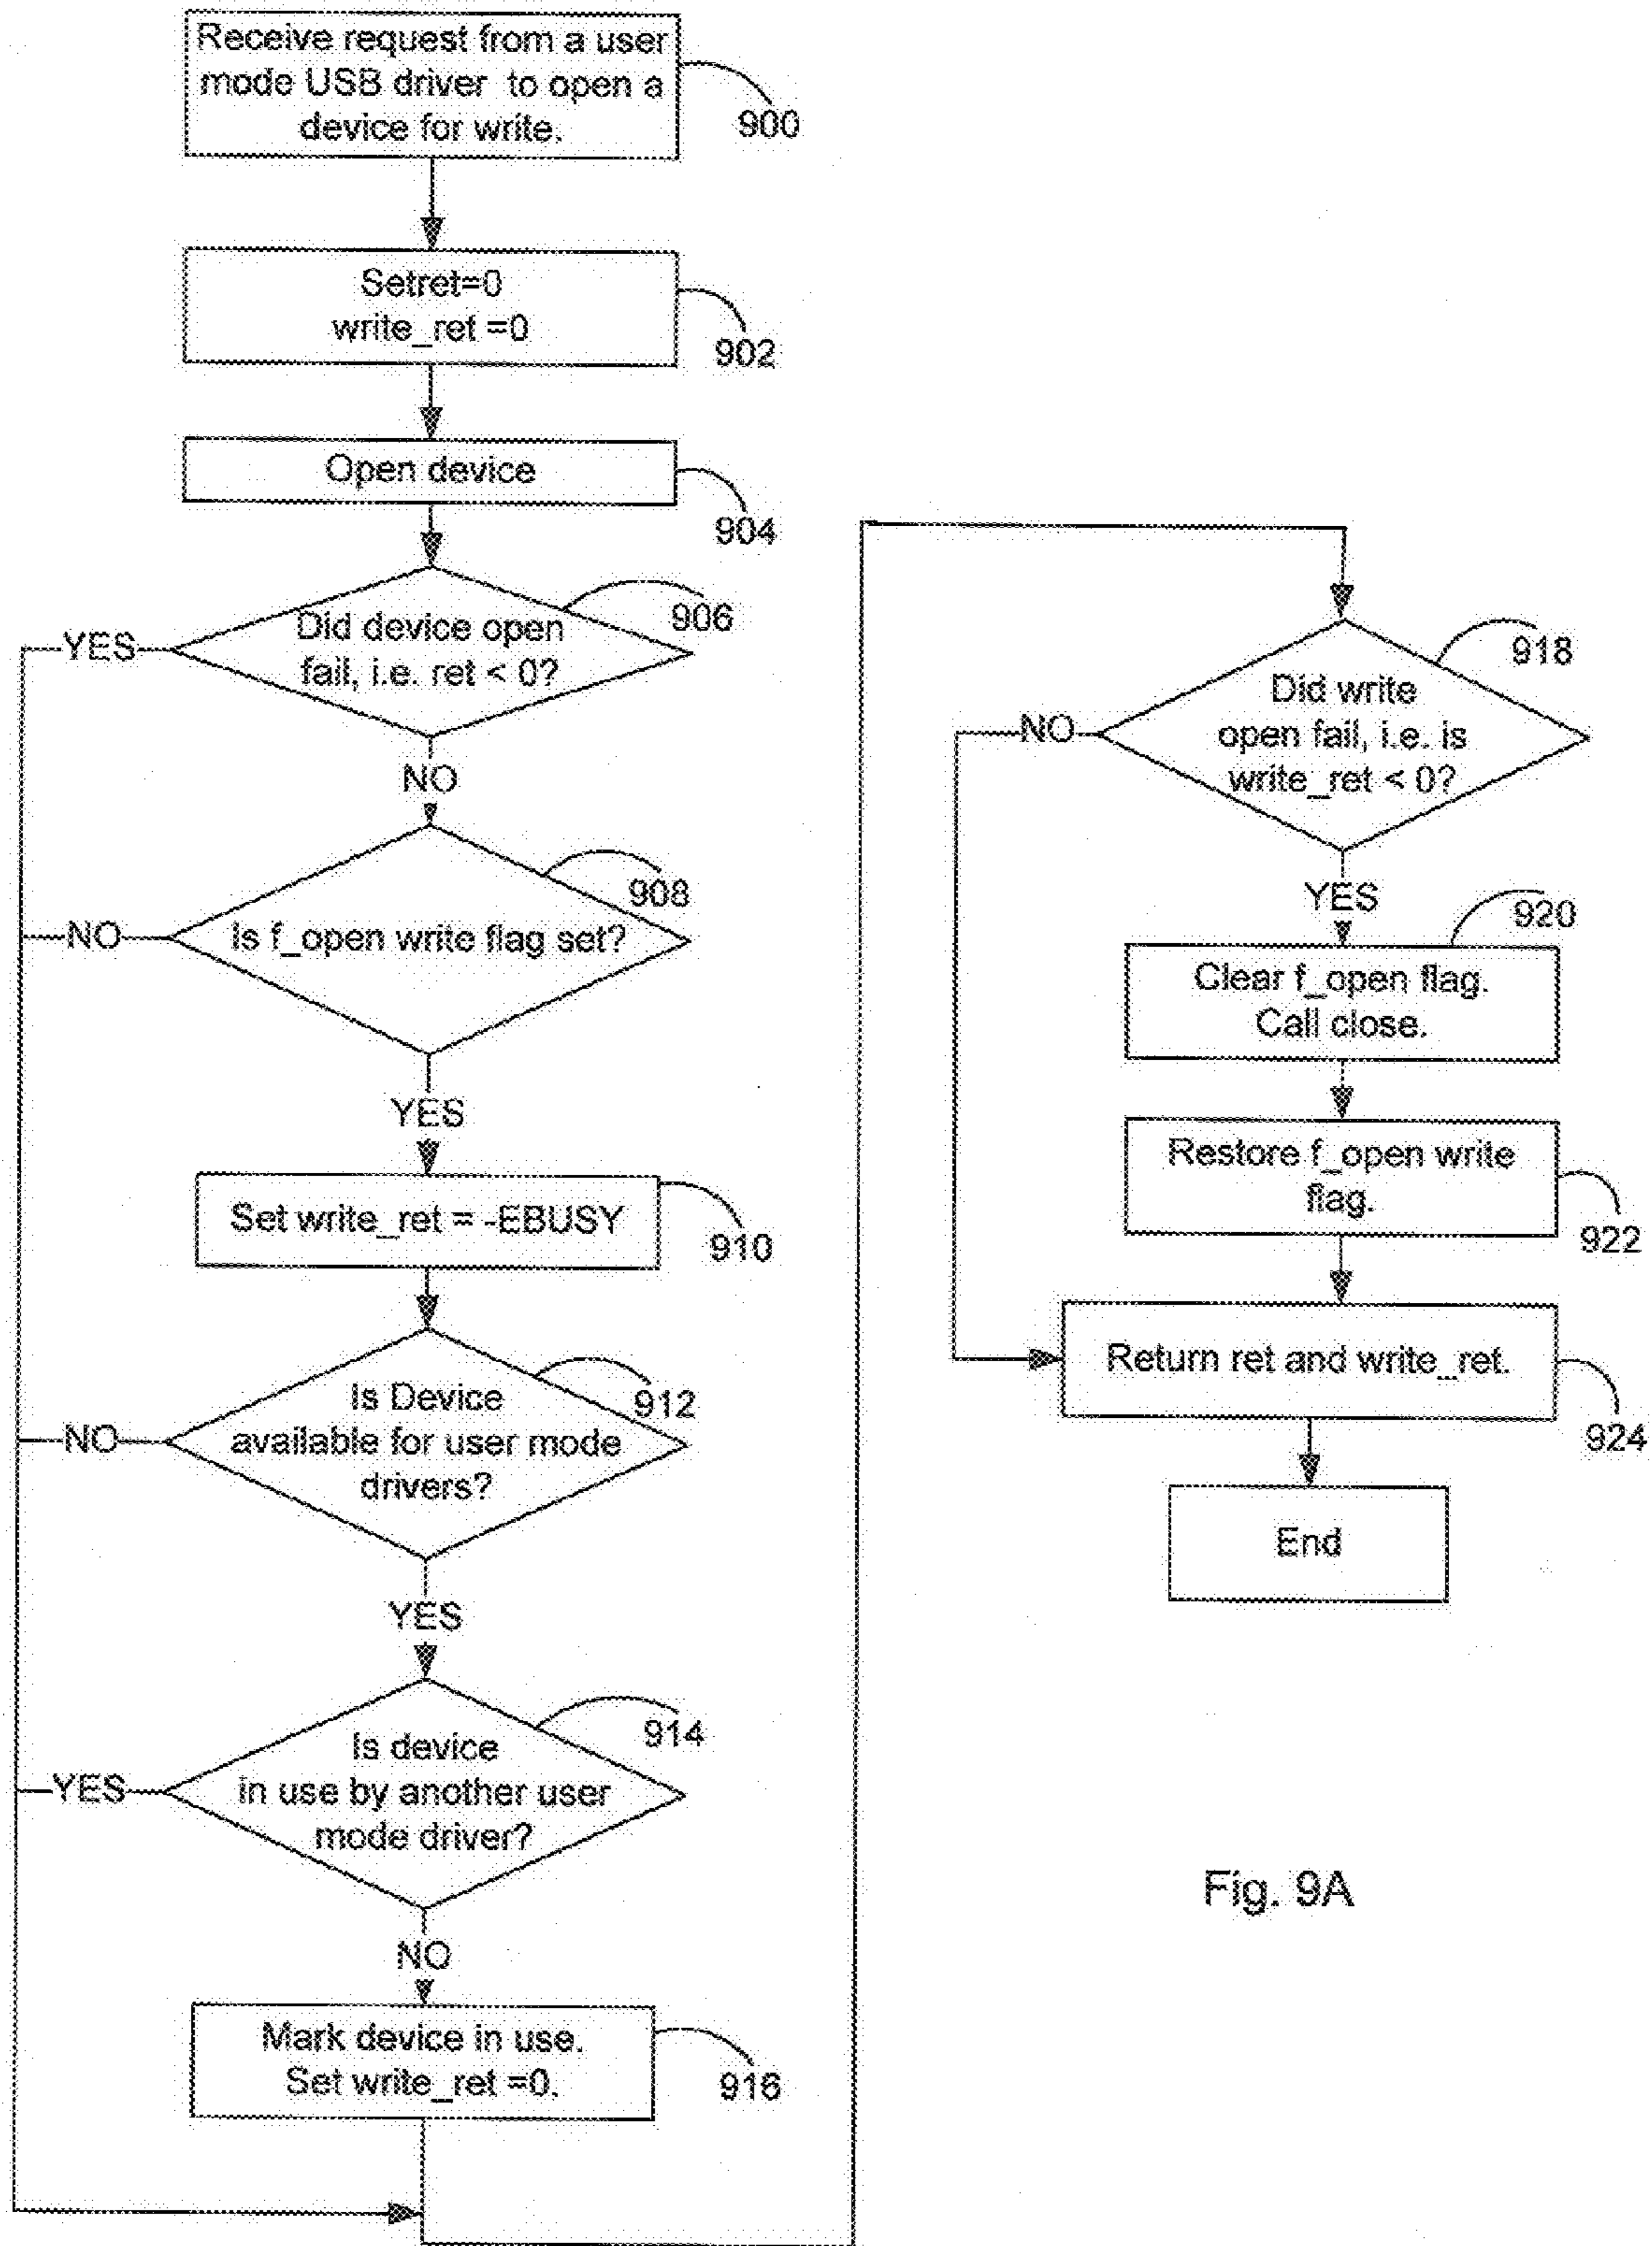 Receive request from a user
mode USB driver to open a
device for write.
900
Setret=0
write_ret =0
902
Open device
904
906
Did device open
fail, i.e. ret < 0?
YES
NO
908
Is f_open write flag set?
NO
YES
Set write_ret = -EBUSY
910
912
Is Device
available for user mode
drivers?
NO
YES
914
Is device
in use by another user
mode driver?
YES
NO
Mark device in use.
Set write_ret =0.
916
918
Did write
open fail, i.e. is
write_ret < 0?
NO
YES
920
Clear f_open flag.
Call close.
Restore f_open write
flag.
922
Return ret and write_ret.
924
End
Fig. 9A